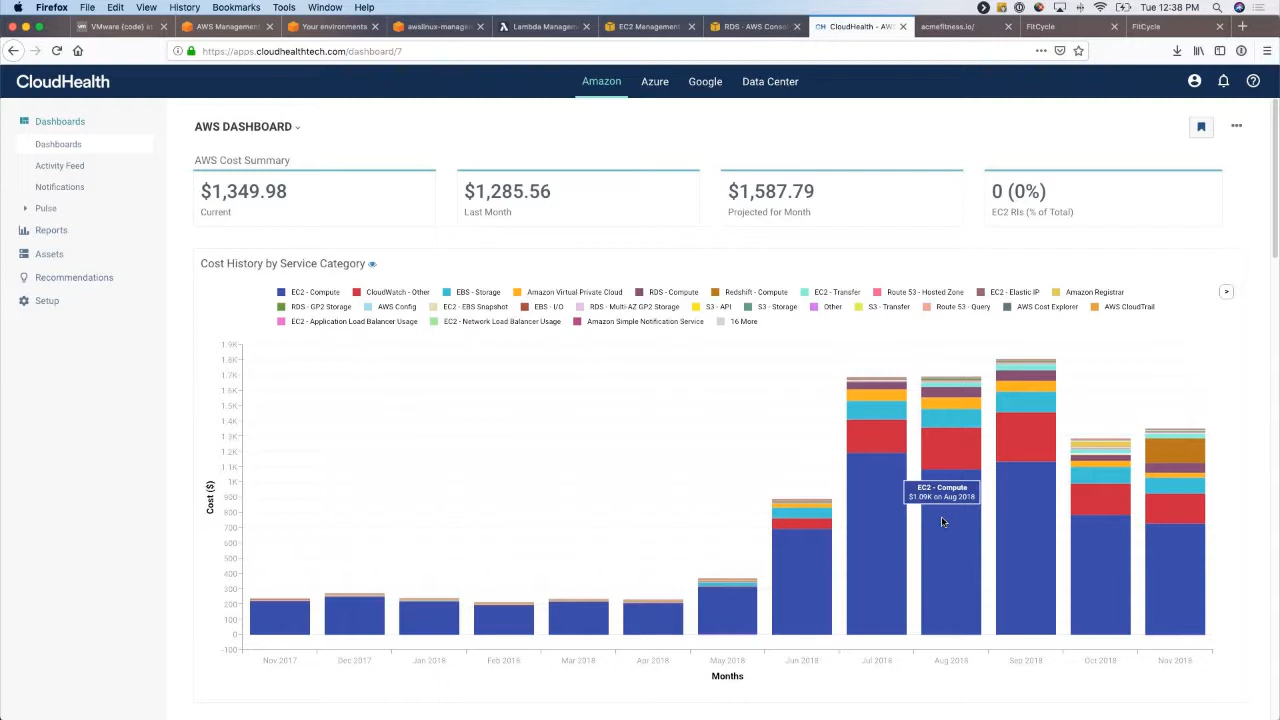 Firefox File Edit View History Bookmarks Tools Window Help Tue 12:38 PM
VMware {code} at AWS Management Your environments awslinux-manage Lambda Managem EC2 Management RDS · AWS Consol CH CloudHealth - AW acmefitness.io/ FitCycle FitCycle
https://apps.cloudhealthtech.com/dashboard/7
CloudHealth Amazon Azure Google Data Center
Dashboards
Dashboards
Activity Feed
Notifications
Pulse
Reports
Assets
Recommendations
Setup
AWS DASHBOARD
AWS Cost Summary
$1,349.98
Current
$1,285.56
Last Month
$1,587.79
Projected for Month
0 (0%)
EC2 RIs (% of Total)
Cost History by Service Category
EC2 - Compute CloudWatch - Other EBS - Storage Amazon Virtual Private Cloud RDS - Compute Redshift - Compute EC2 - Transfer Route 53 - Hosted Zone EC2 - Elastic IP Amazon Registrar
RDS - GP2 Storage AWS Config EC2 - EBS Snapshot EBS - I/O RDS - Multi-AZ GP2 Storage S3 - API S3 - Storage Other S3 - Transfer Route 53 - Query AWS Cost Explorer AWS CloudTrail
EC2 - Application Load Balancer Usage EC2 - Network Load Balancer Usage Amazon Simple Notification Service 16 More
Cost ($)
1.9K
1.8K
1.7K
1.6K
1.5K
1.4K
1.3K
1.2K
1.1K
1K
900
800
700
600
500
400
300
200
100
0
-100
EC2 - Compute
$1.09K on Aug 2018
Nov 2017 Dec 2017 Jan 2018 Feb 2018 Mar 2018 Apr 2018 May 2018 Jun 2018 Jul 2018 Aug 2018 Sep 2018 Oct 2018 Nov 2018
Months